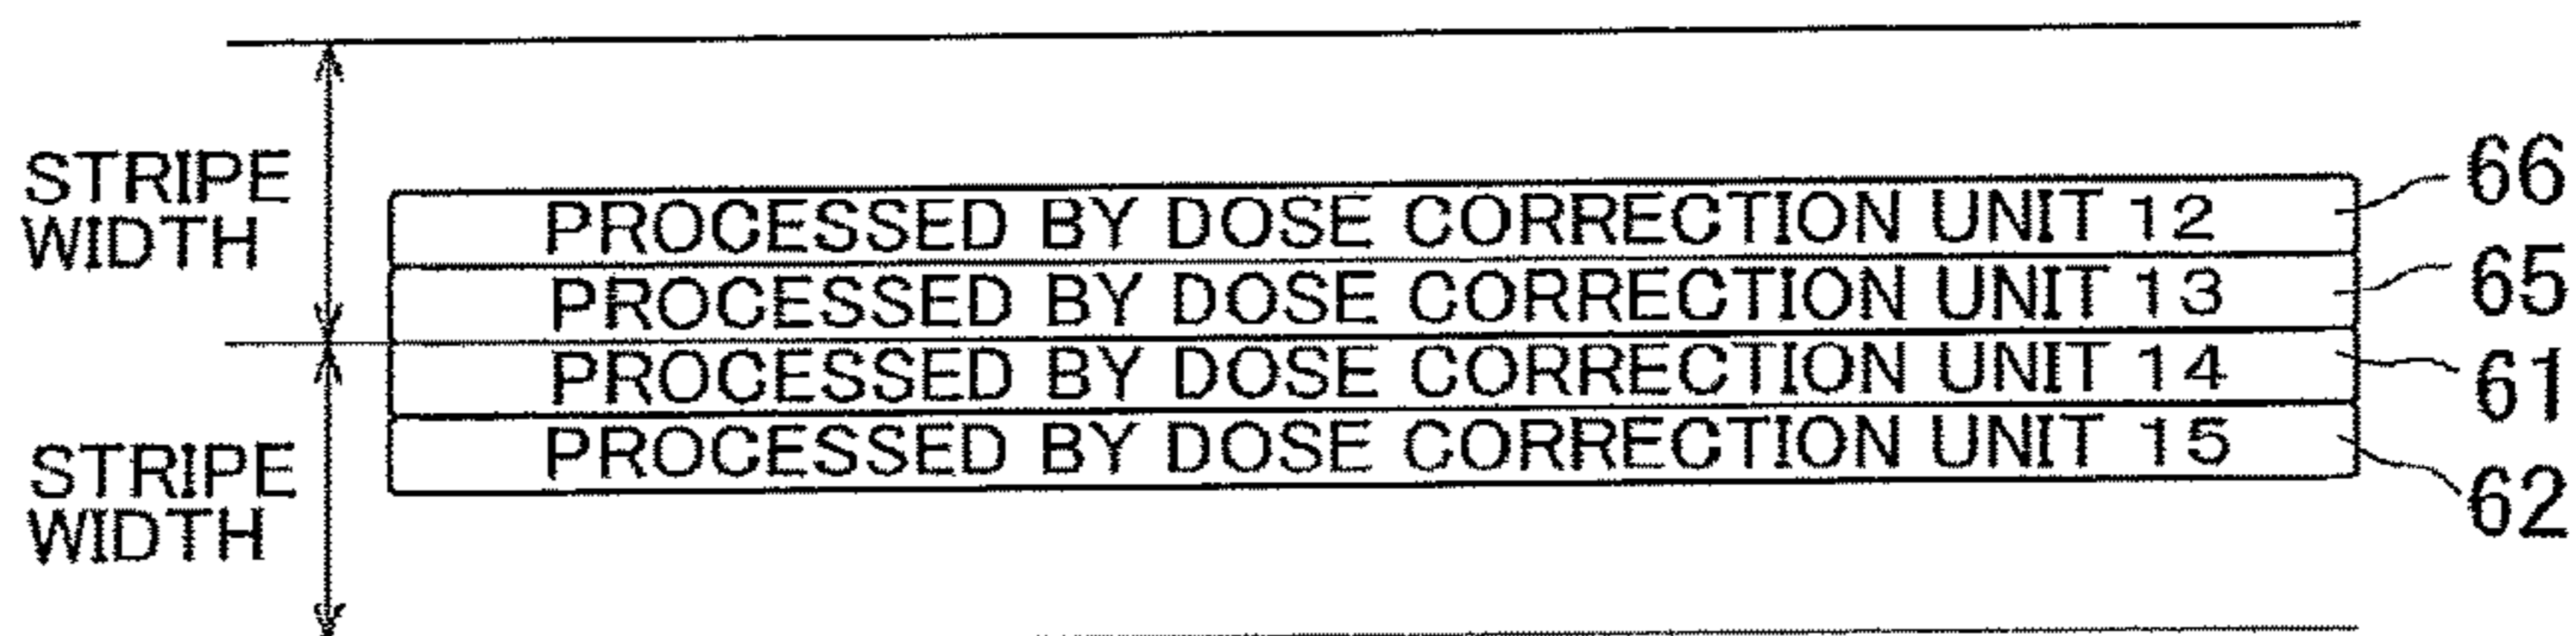 STRIPE
WIDTH
PROCESSED BY DOSE CORRECTION UNIT 12
66
PROCESSED BY DOSE CORRECTION UNIT 13
65
PROCESSED BY DOSE CORRECTION UNIT 14
61
STRIPE
WIDTH
PROCESSED BY DOSE CORRECTION UNIT 15
62